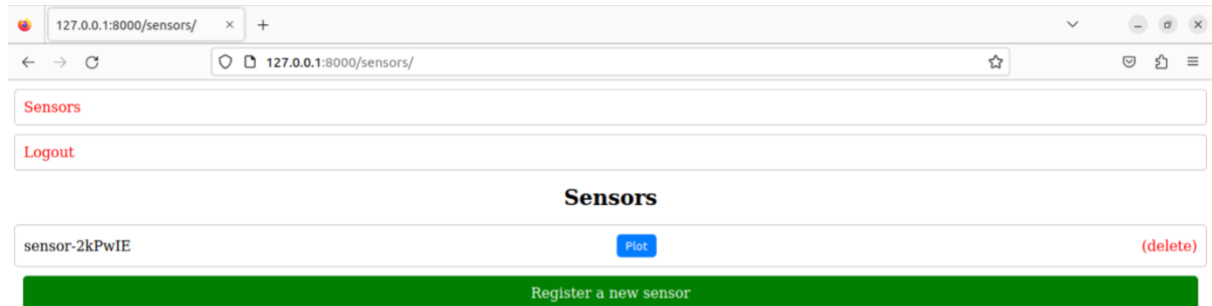 127.0.0.1:8000/sensors/
127.0.0.1:8000/sensors/
Sensors
Logout
Sensors
sensor-2kPwIE Plot (delete)
Register a new sensor